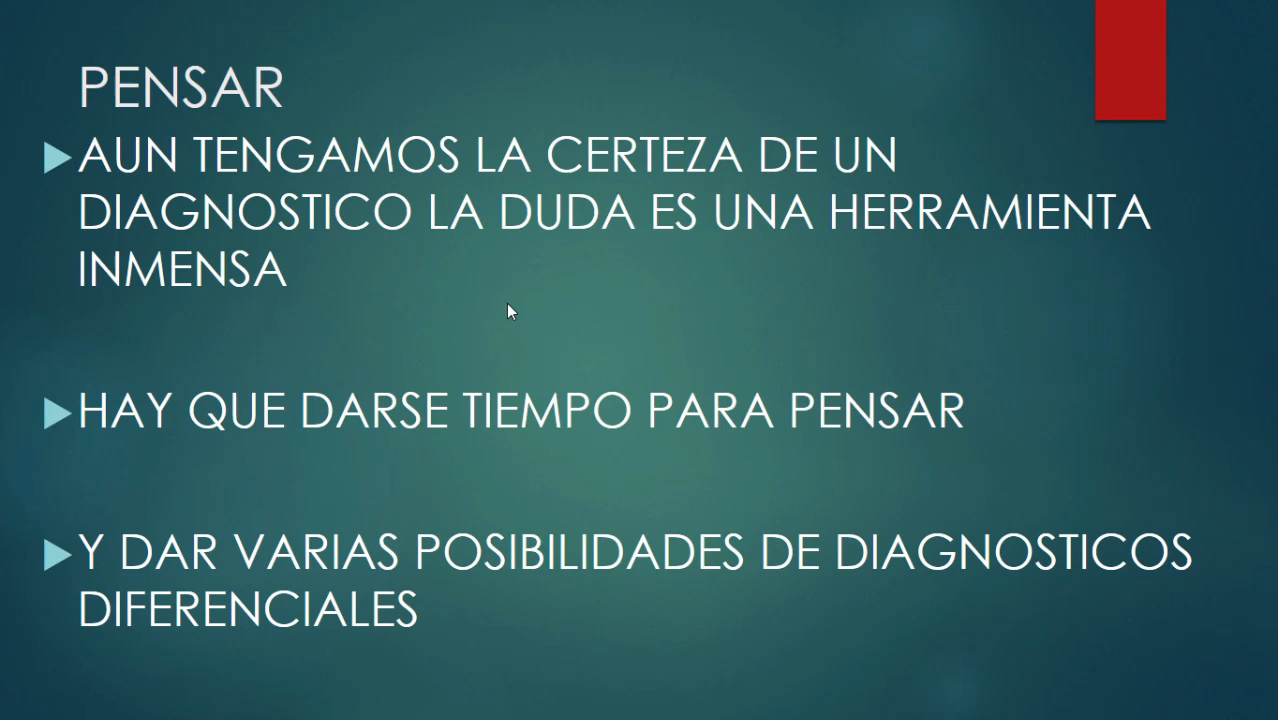 PENSAR
AUN TENGAMOS LA CERTEZA DE UN
DIAGNOSTICO LA DUDA ES UNA HERRAMIENTA
INMENSA
HAY QUE DARSE TIEMPO PARA PENSAR
Y DAR VARIAS POSIBILIDADES DE DIAGNOSTICOS
DIFERENCIALES